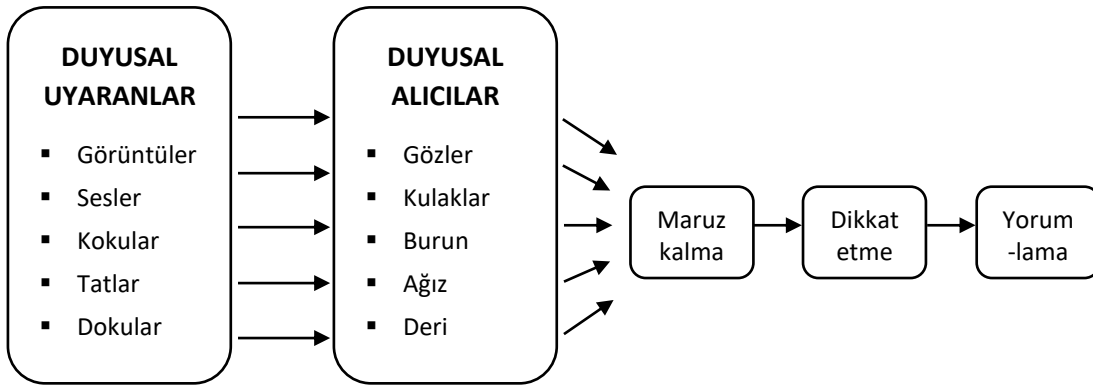 DUYUSAL
UYARANLAR
▪ Görüntüler
▪ Sesler
▪ Kokular
▪ Tatlar
▪ Dokular
DUYUSAL
ALICILAR
▪ Gözler
▪ Kulaklar
▪ Burun
▪ Ağız
▪ Deri
Maruz
kalma
Dikkat
etme
Yorum
-lama